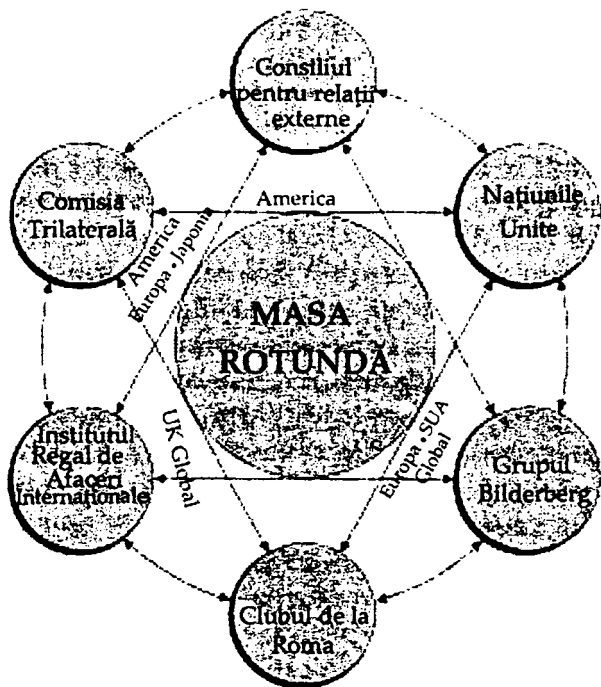 Consiliul
pentru relații
externe
Comisia
Trilaterală
America
Națiunile
Unite
America
Europa • Japonia
MASA
ROTUNDĂ
Institutul
Regal de
Afaceri
Internaționale
UK Global
Europa • SUA
Global
Grupul
Bilderberg
Clubul de la
Roma